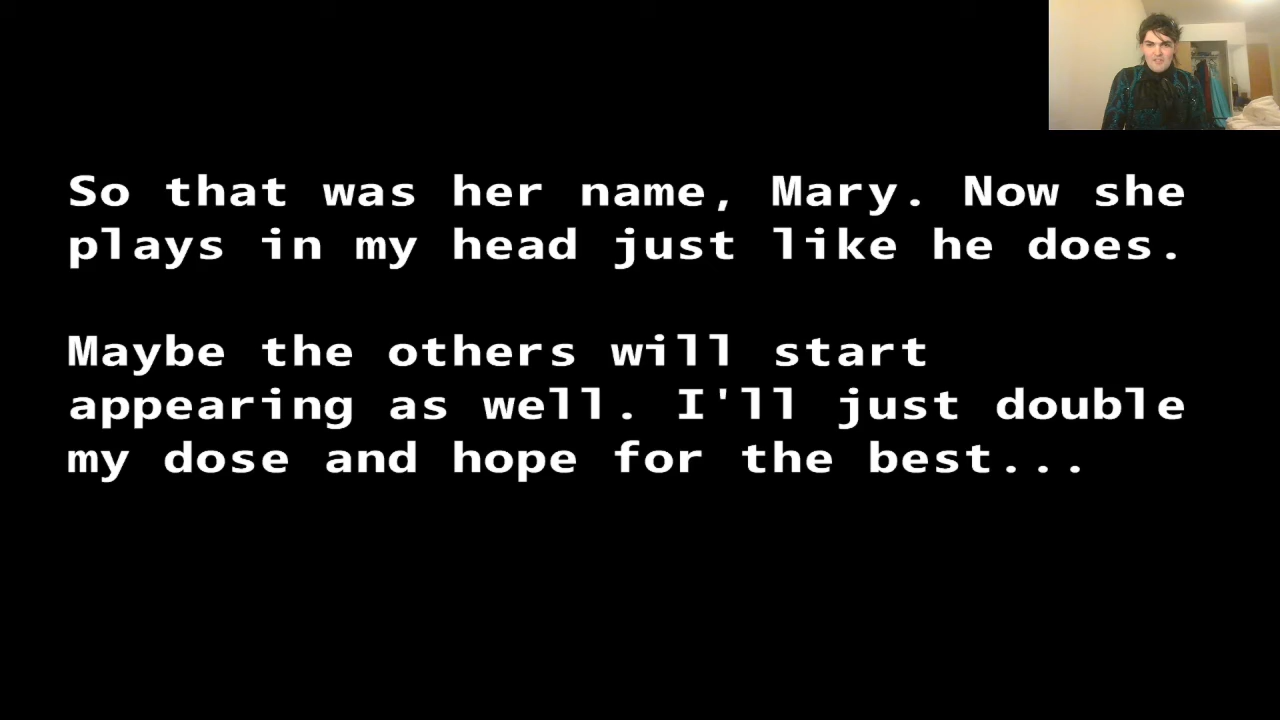 So that was her name, Mary. Now she
plays in my head just like he does.
Maybe the others will start
appearing as well. I'll just double
my dose and hope for the best...